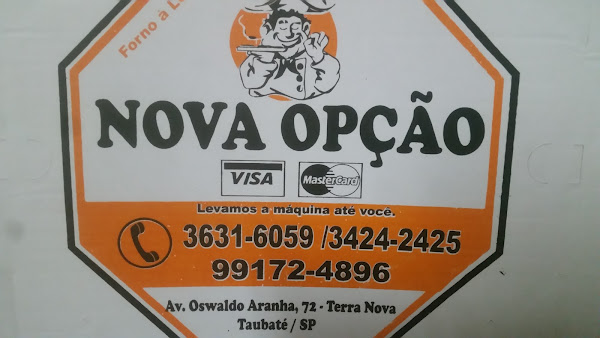 Forno à
NOVA OPÇÃO
VISA MasterCard
Levamos a máquina até você.
3631-6059 /3424-2425
99172-4896
Av. Oswaldo Aranha, 72 - Terra Nova
Taubaté / SP